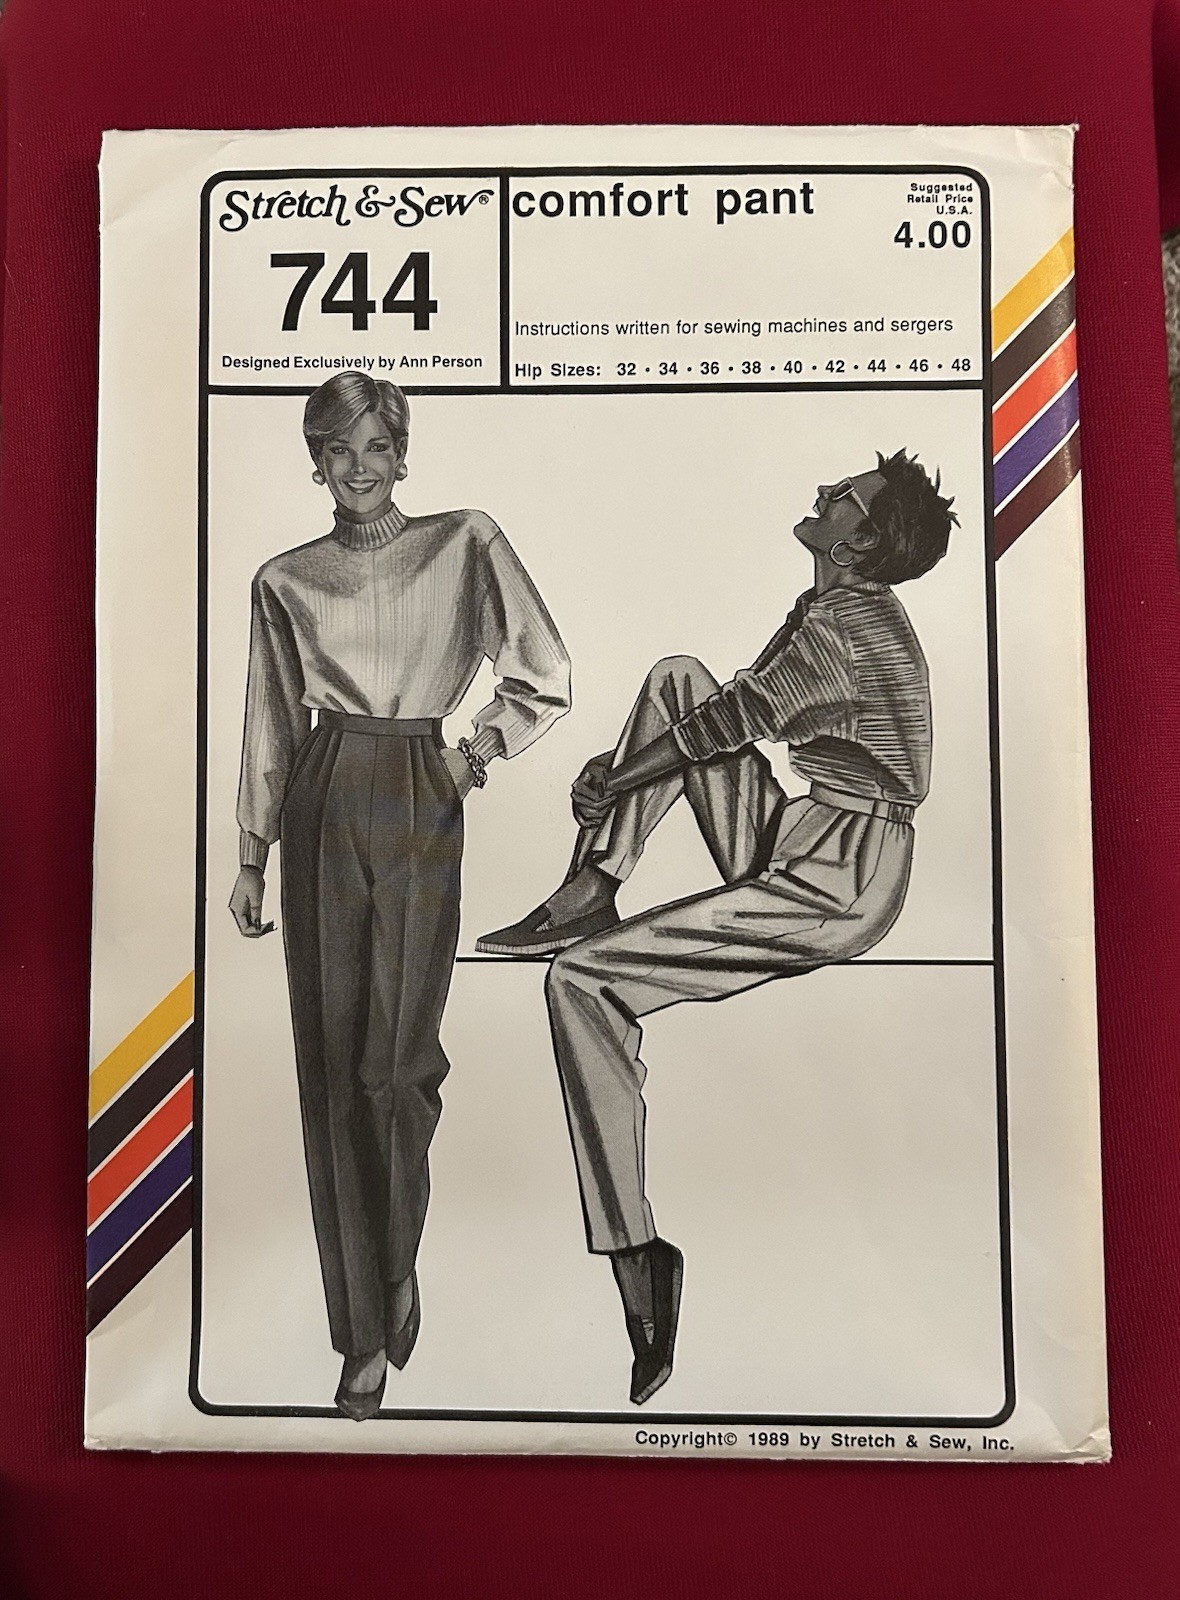 Stretch & Sew®
744
Designed Exclusively by Ann Person
comfort pant
Suggested
Retail Price
U.S.A.
4.00
Instructions written for sewing machines and sergers
Hip Sizes: 32 • 34 • 36 • 38 • 40 • 42 • 44 • 46 • 48
Copyright© 1989 by Stretch & Sew, Inc.